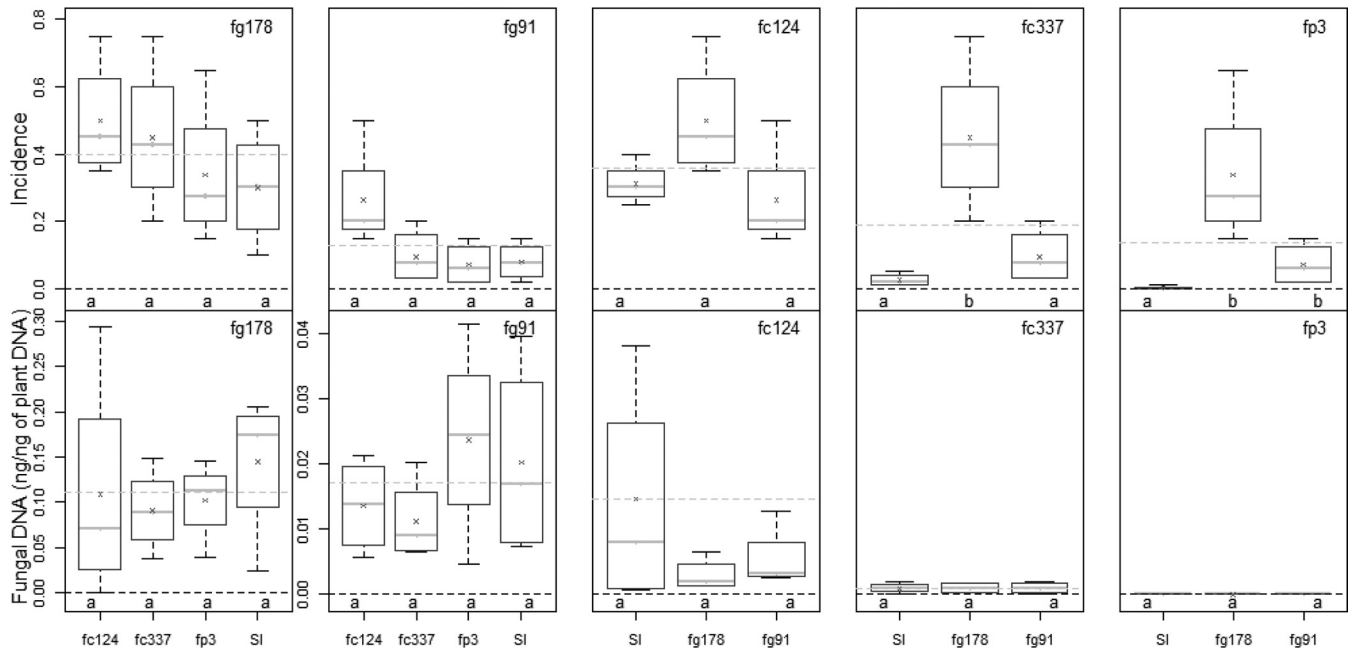 fg178 fg91 fc124 fc337 fp3
Incidence
0.8
0.6
0.4
0.2
0.0
a a a a a a a a a a a a b a a b b
fg178 fg91 fc124 fc337 fp3
Fungal DNA (ng/ng of plant DNA)
0.30
0.25
0.20
0.15
0.10
0.05
0.00
0.04
0.03
0.02
0.01
0.00
a a a a a a a a a a a a a a a a a
fc124 fc337 fp3 SI fc124 fc337 fp3 SI SI fg178 fg91 SI fg178 fg91 SI fg178 fg91